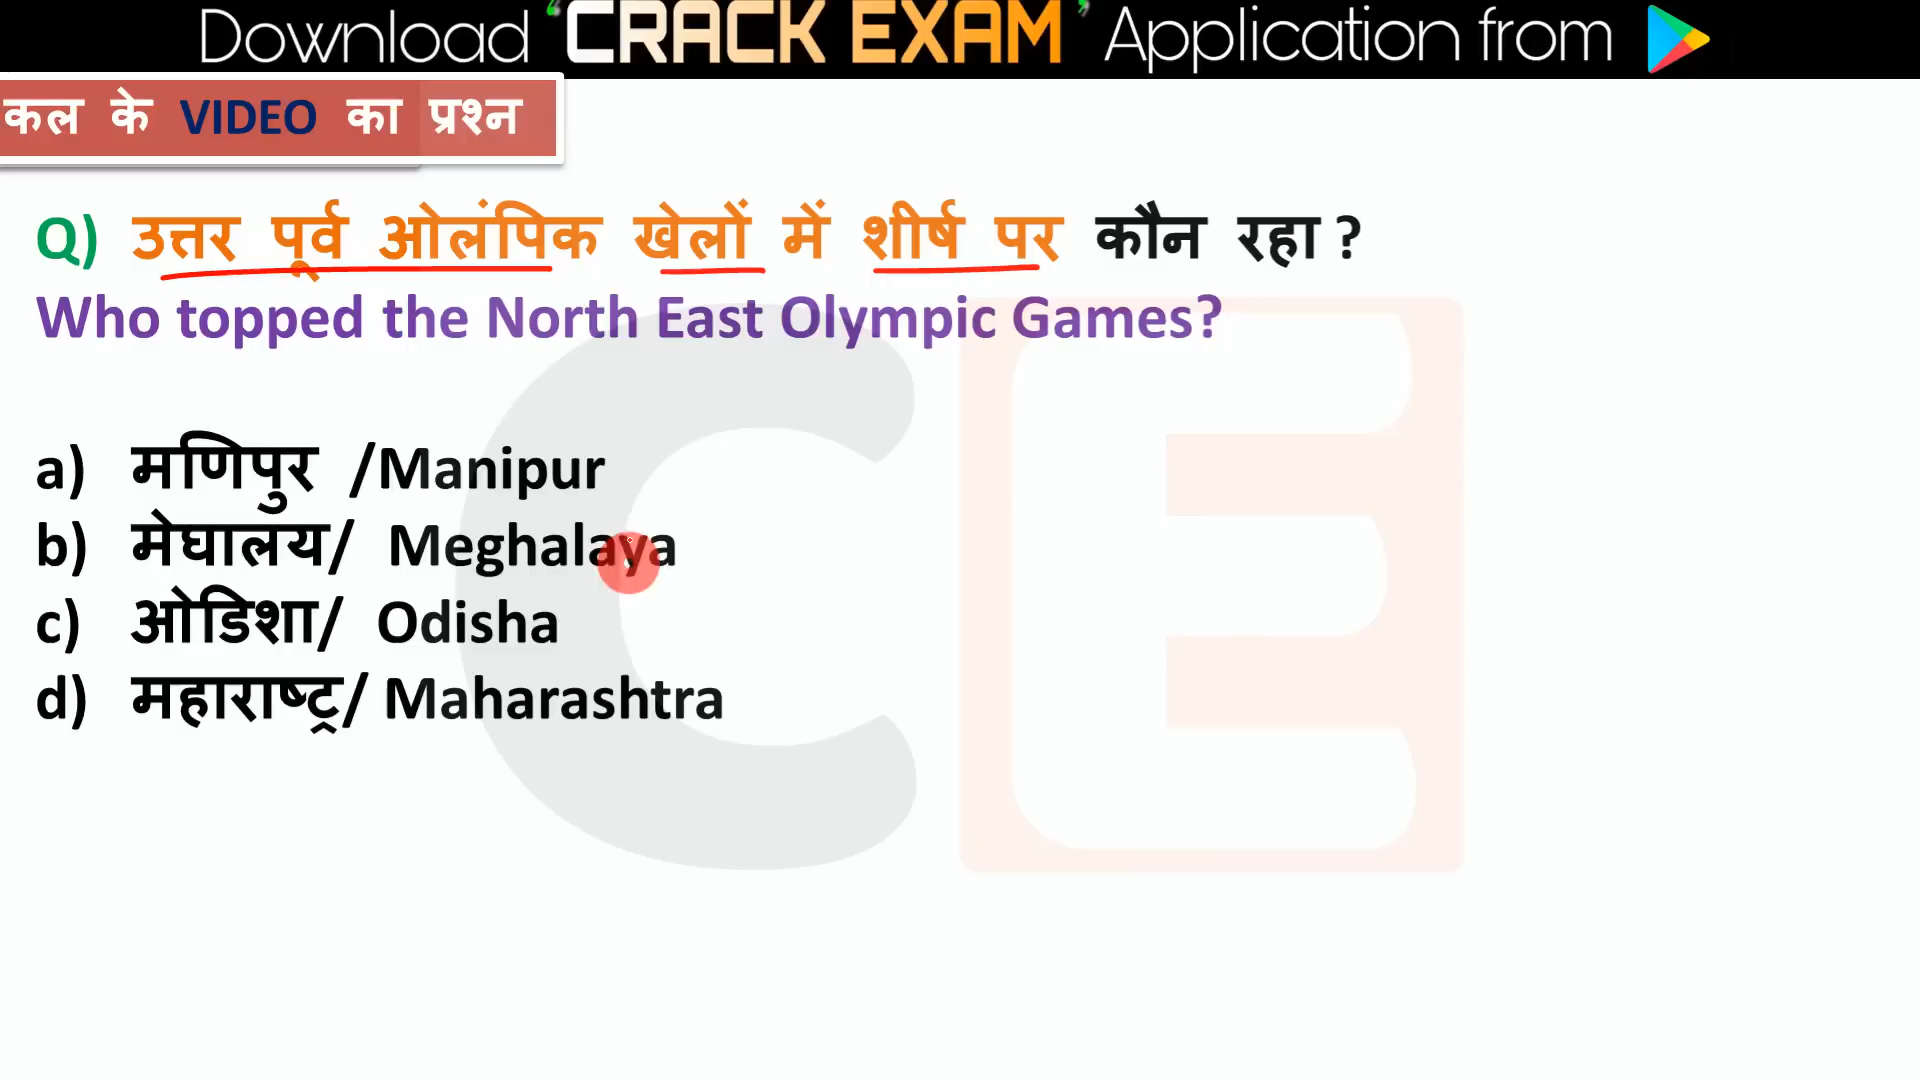 Download ‘CRACK EXAM’ Application from
कल के VIDEO का प्रश्न
Q) उत्तर पूर्व ओलंपिक खेलों में शीर्ष पर कौन रहा ?
Who topped the North East Olympic Games?
a) मणिपुर /Manipur
b) मेघालय/ Meghalaya
c) ओडिशा/ Odisha
d) महाराष्ट्र/ Maharashtra
CE